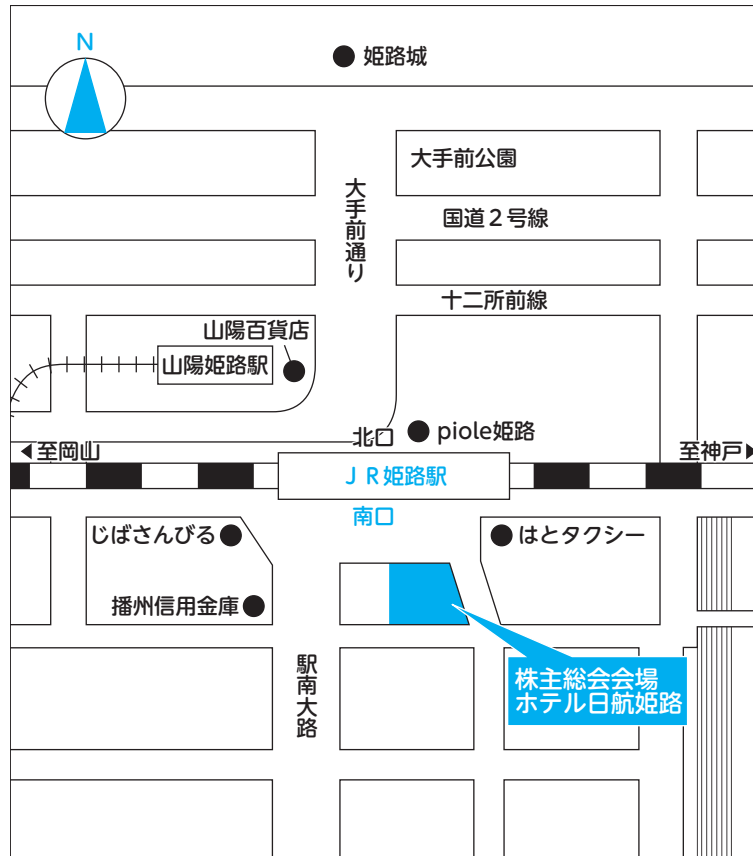 N
姫路城
大手前公園
大手前通り
国道２号線
十二所前線
山陽百貨店
山陽姫路駅
北口
piole姫路
至岡山
至神戸
ＪＲ姫路駅
南口
じばさんびる
はとタクシー
播州信用金庫
駅南大路
株主総会会場
ホテル日航姫路